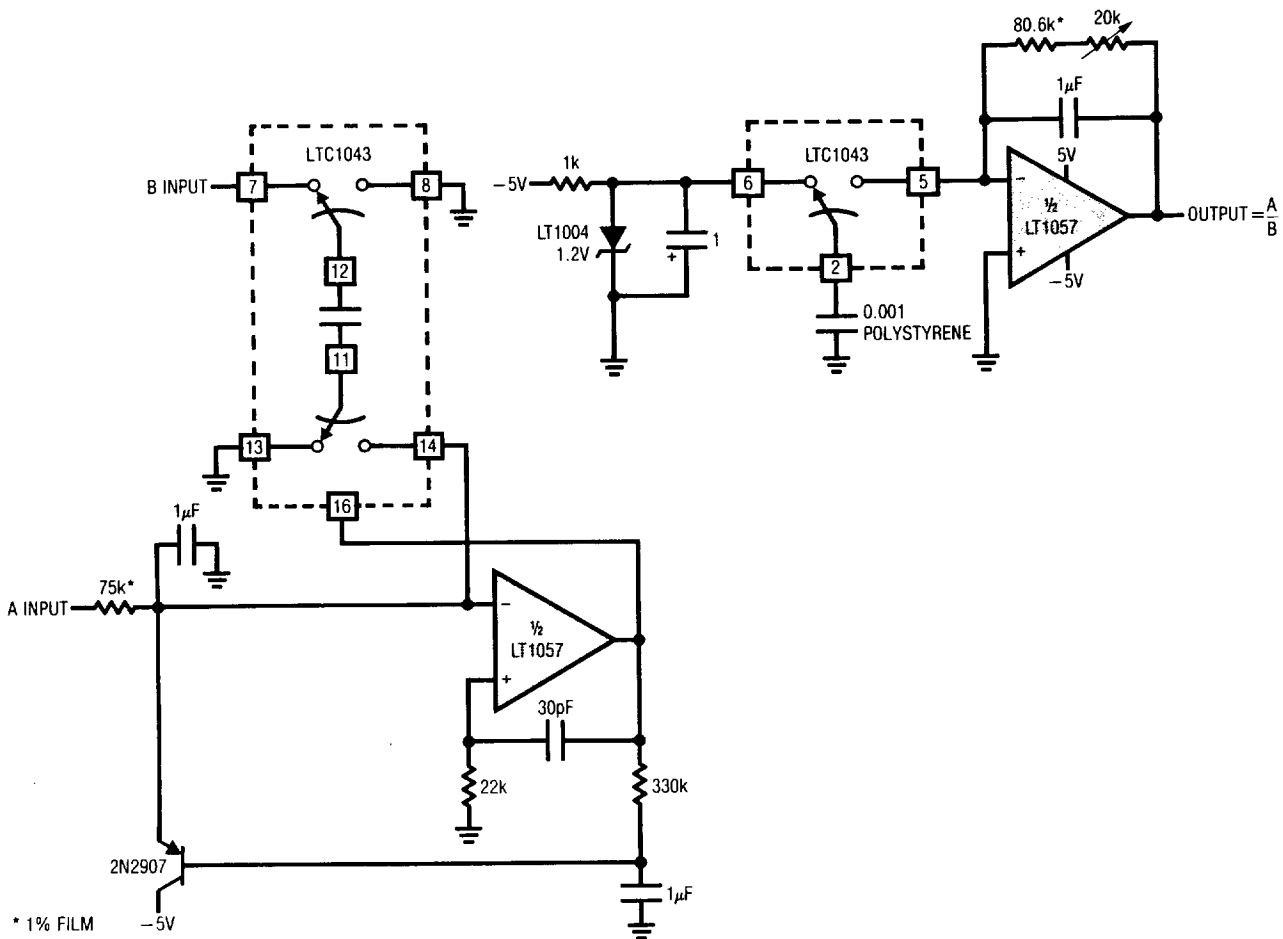 80.6k*
20k
1µF
LTC1043
B INPUT
7
8
12
11
13
14
16
1k
−5V
LT1004
1.2V
1
LTC1043
6
5
2
0.001
POLYSTYRENE
5V
−
½
LT1057
+
−5V
OUTPUT = A
B
+
1µF
75k*
A INPUT
−
½
LT1057
+
30pF
22k
330k
2N2907
1µF
* 1% FILM
−5V